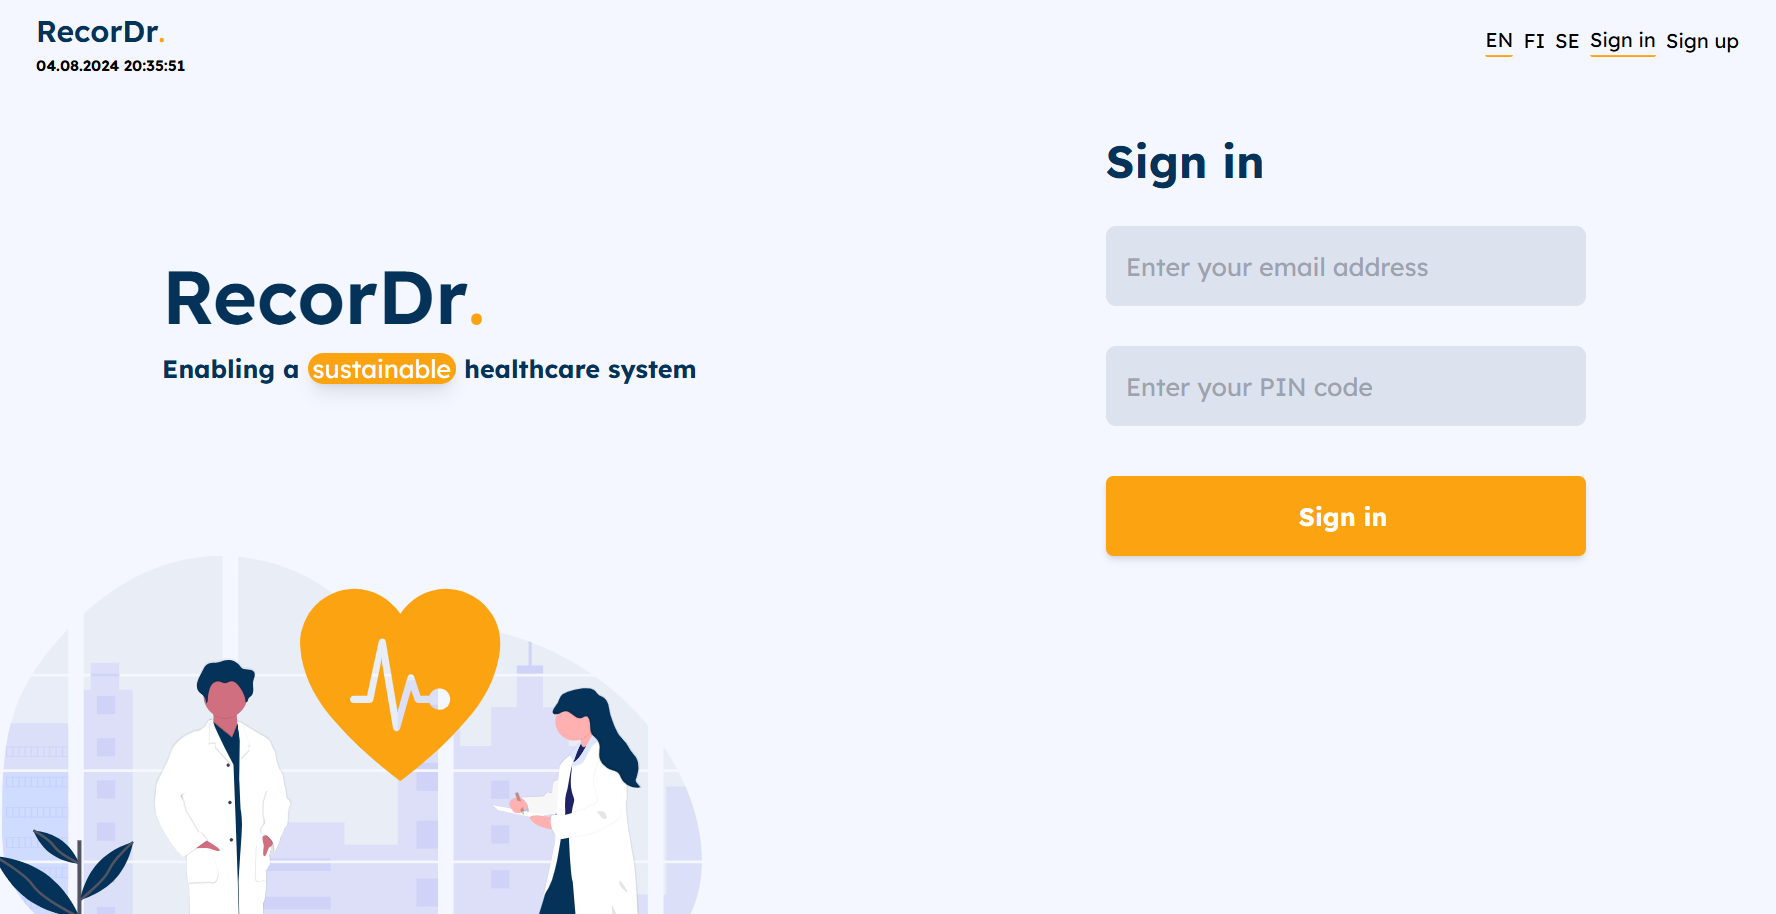 RecorDr.
04.08.2024 20:35:51
EN FI SE Sign in Sign up
Sign in
Enter your email address
Enter your PIN code
Sign in
RecorDr.
Enabling a sustainable healthcare system